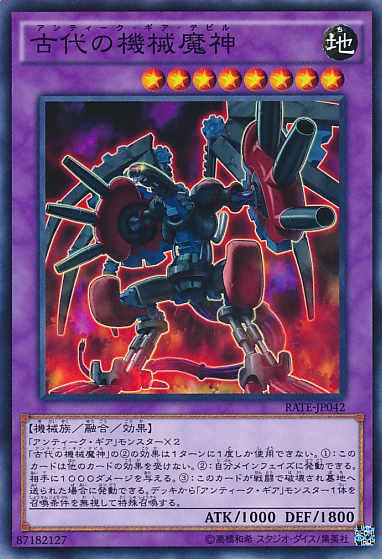 アンティーク・ギア・デビル
古代の機械魔神
ち
地
RATE-JP042
【機械族／融合／効果】
「アンティーク・ギア」モンスター×2
「古代の機械魔神」の②の効果は1ターンに1度しか使用できない。①：この
カードは他のカードの効果を受けない。②：自分メインフェイズに発動できる。
相手に1000ダメージを与える。③：このカードが戦闘で破壊され墓地へ
送られた場合に発動できる。デッキから「アンティーク・ギア」モンスター1体を
召喚条件を無視して特殊召喚する。
ATK/1000 DEF/1800
87182127
©高橋和希 スタジオ・ダイス/集英社